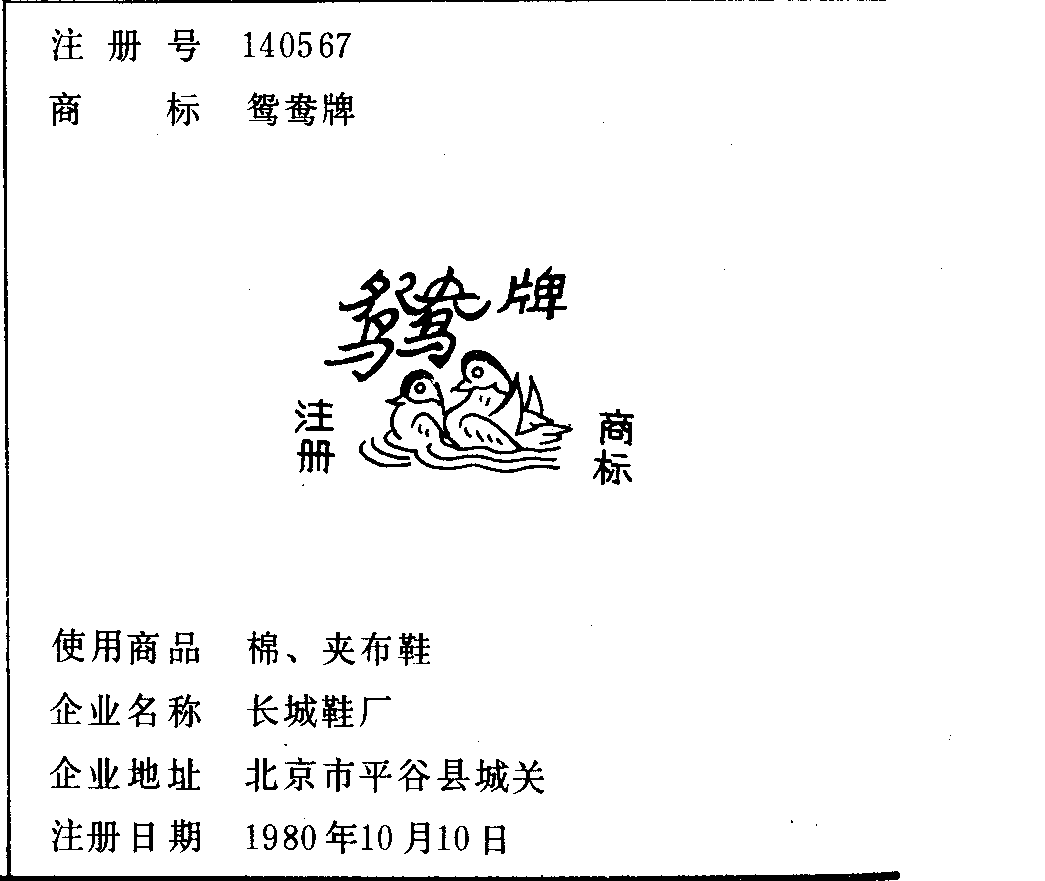 注册号 140567
商标 鸳鸯牌
鸳鸯牌
注册
商标
使用商品 棉、夹布鞋
企业名称 长城鞋厂
企业地址 北京市平谷县城关
注册日期 1980年10月10日